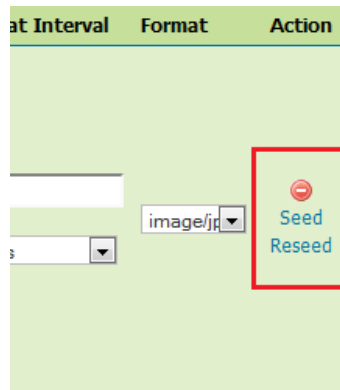 at Interval Format Action
image/jp
Seed
s
Reseed